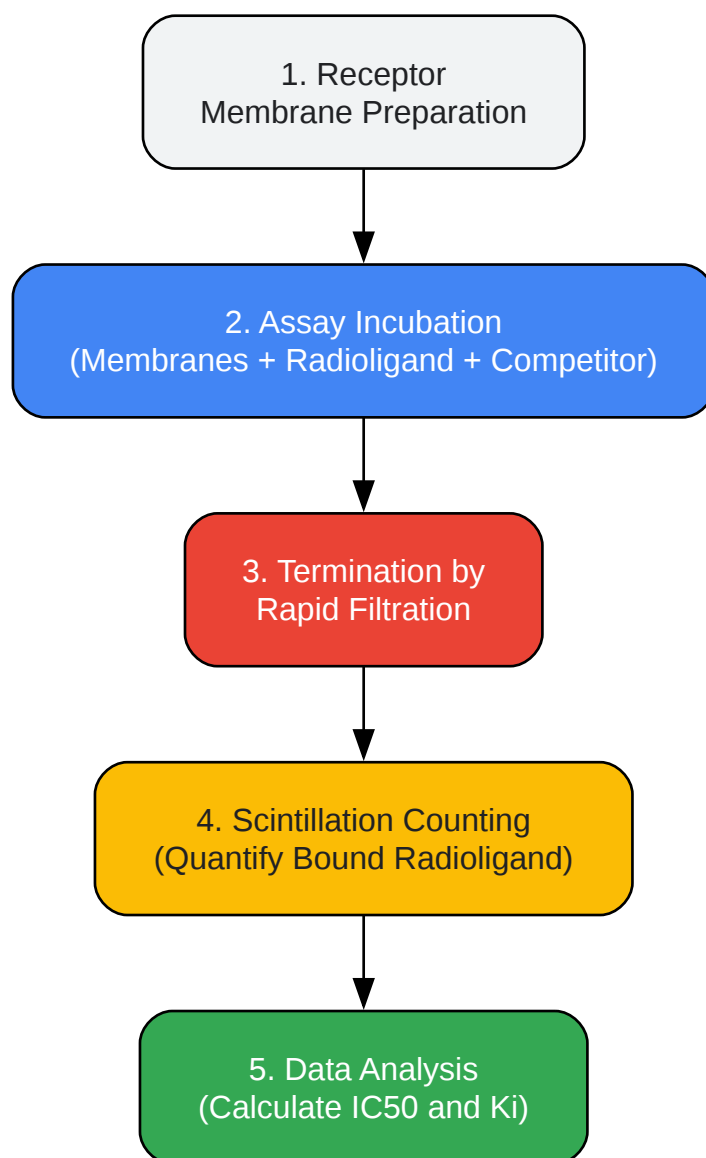 1. Receptor
Membrane Preparation
2. Assay Incubation
(Membranes + Radioligand + Competitor)
3. Termination by
Rapid Filtration
4. Scintillation Counting
(Quantify Bound Radioligand)
5. Data Analysis
(Calculate IC50 and Ki)